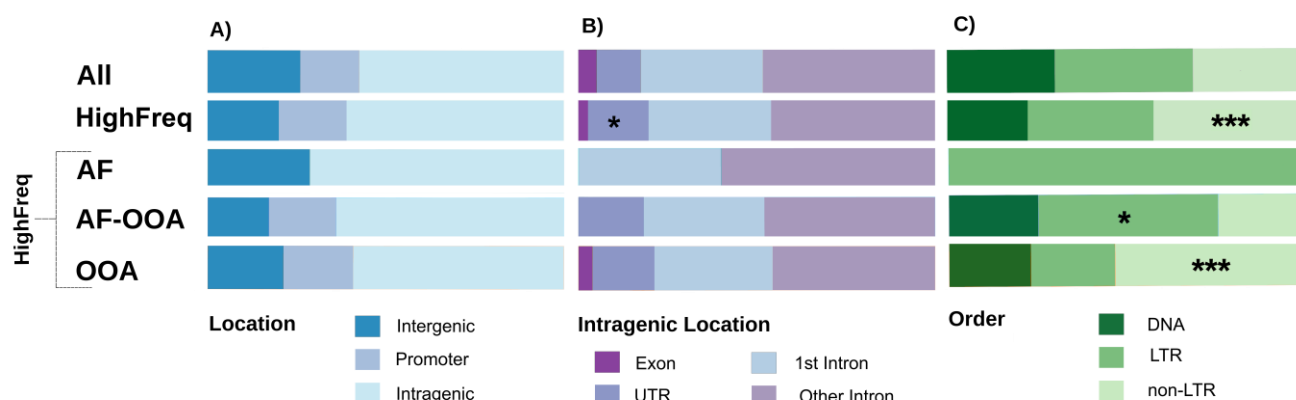 A)
B)
C)
All
HighFreq
*
***
HighFreq
AF
AF-OOA
*
OOA
***
Location
Intergenic
Promoter
Intragenic
Intragenic Location
Exon
1st Intron
UTR
Other Intron
Order
DNA
LTR
non-LTR